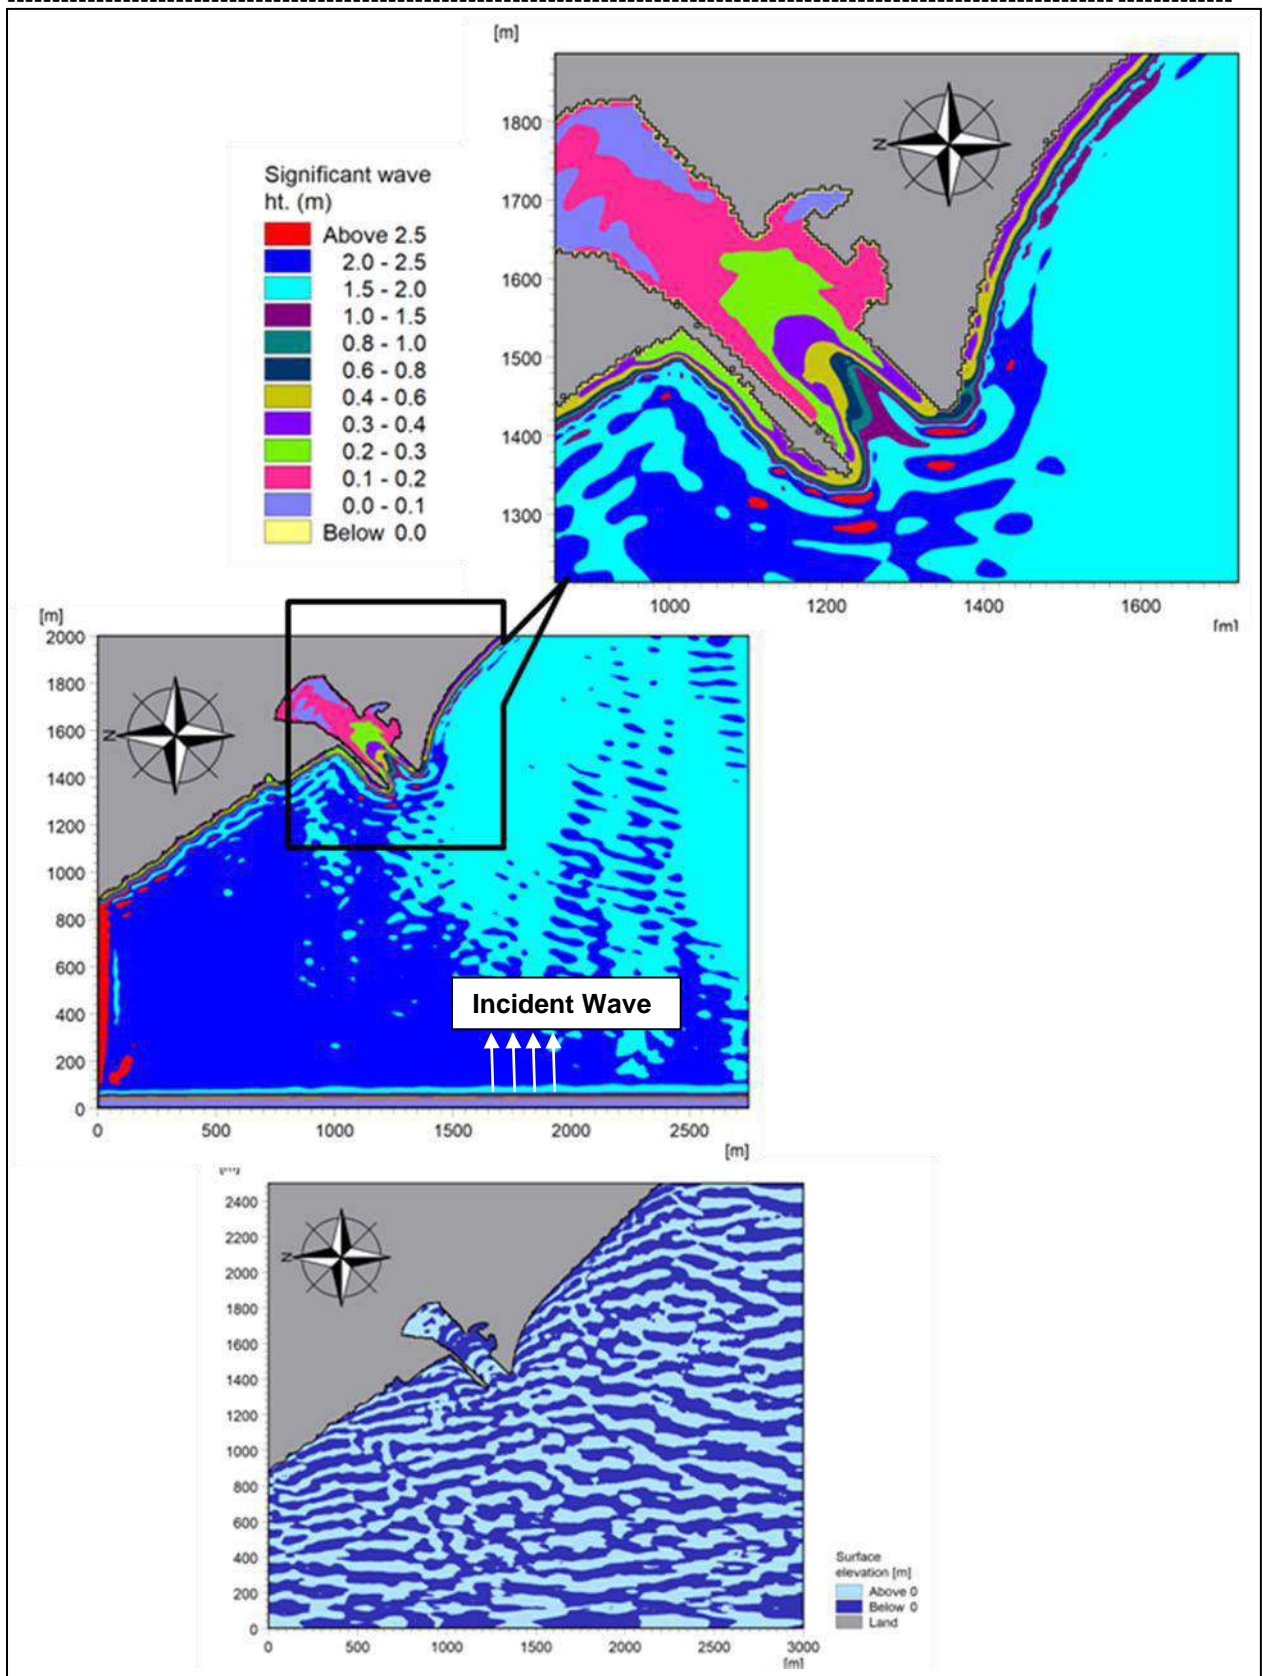 [m]
1800
1700
1600
1500
1400
1300
1000
1200
1400
1600
[m]
N
Significant wave
ht. (m)
Above 2.5
2.0 - 2.5
1.5 - 2.0
1.0 - 1.5
0.8 - 1.0
0.6 - 0.8
0.4 - 0.6
0.3 - 0.4
0.2 - 0.3
0.1 - 0.2
0.0 - 0.1
Below 0.0
[m]
2000
1800
1600
1400
1200
1000
800
600
400
200
0
N
Incident Wave
0
500
1000
1500
2000
2500
[m]
[m]
2400
2200
2000
1800
1600
1400
1200
1000
800
600
400
200
0
N
0
500
1000
1500
2000
2500
3000
[m]
Surface
elevation [m]
Above 0
Below 0
Land